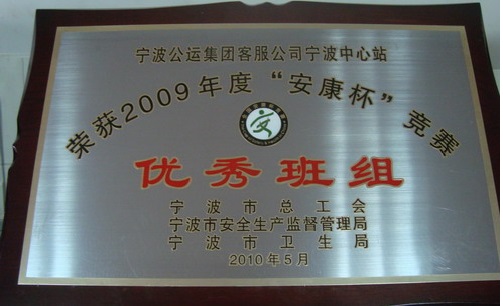 宁波公运集团客服公司宁波中心站
荣获2009年度“安康杯”竞赛
优秀班组
宁波市总工会
宁波市安全生产监督管理局
宁波市卫生局
2010年5月